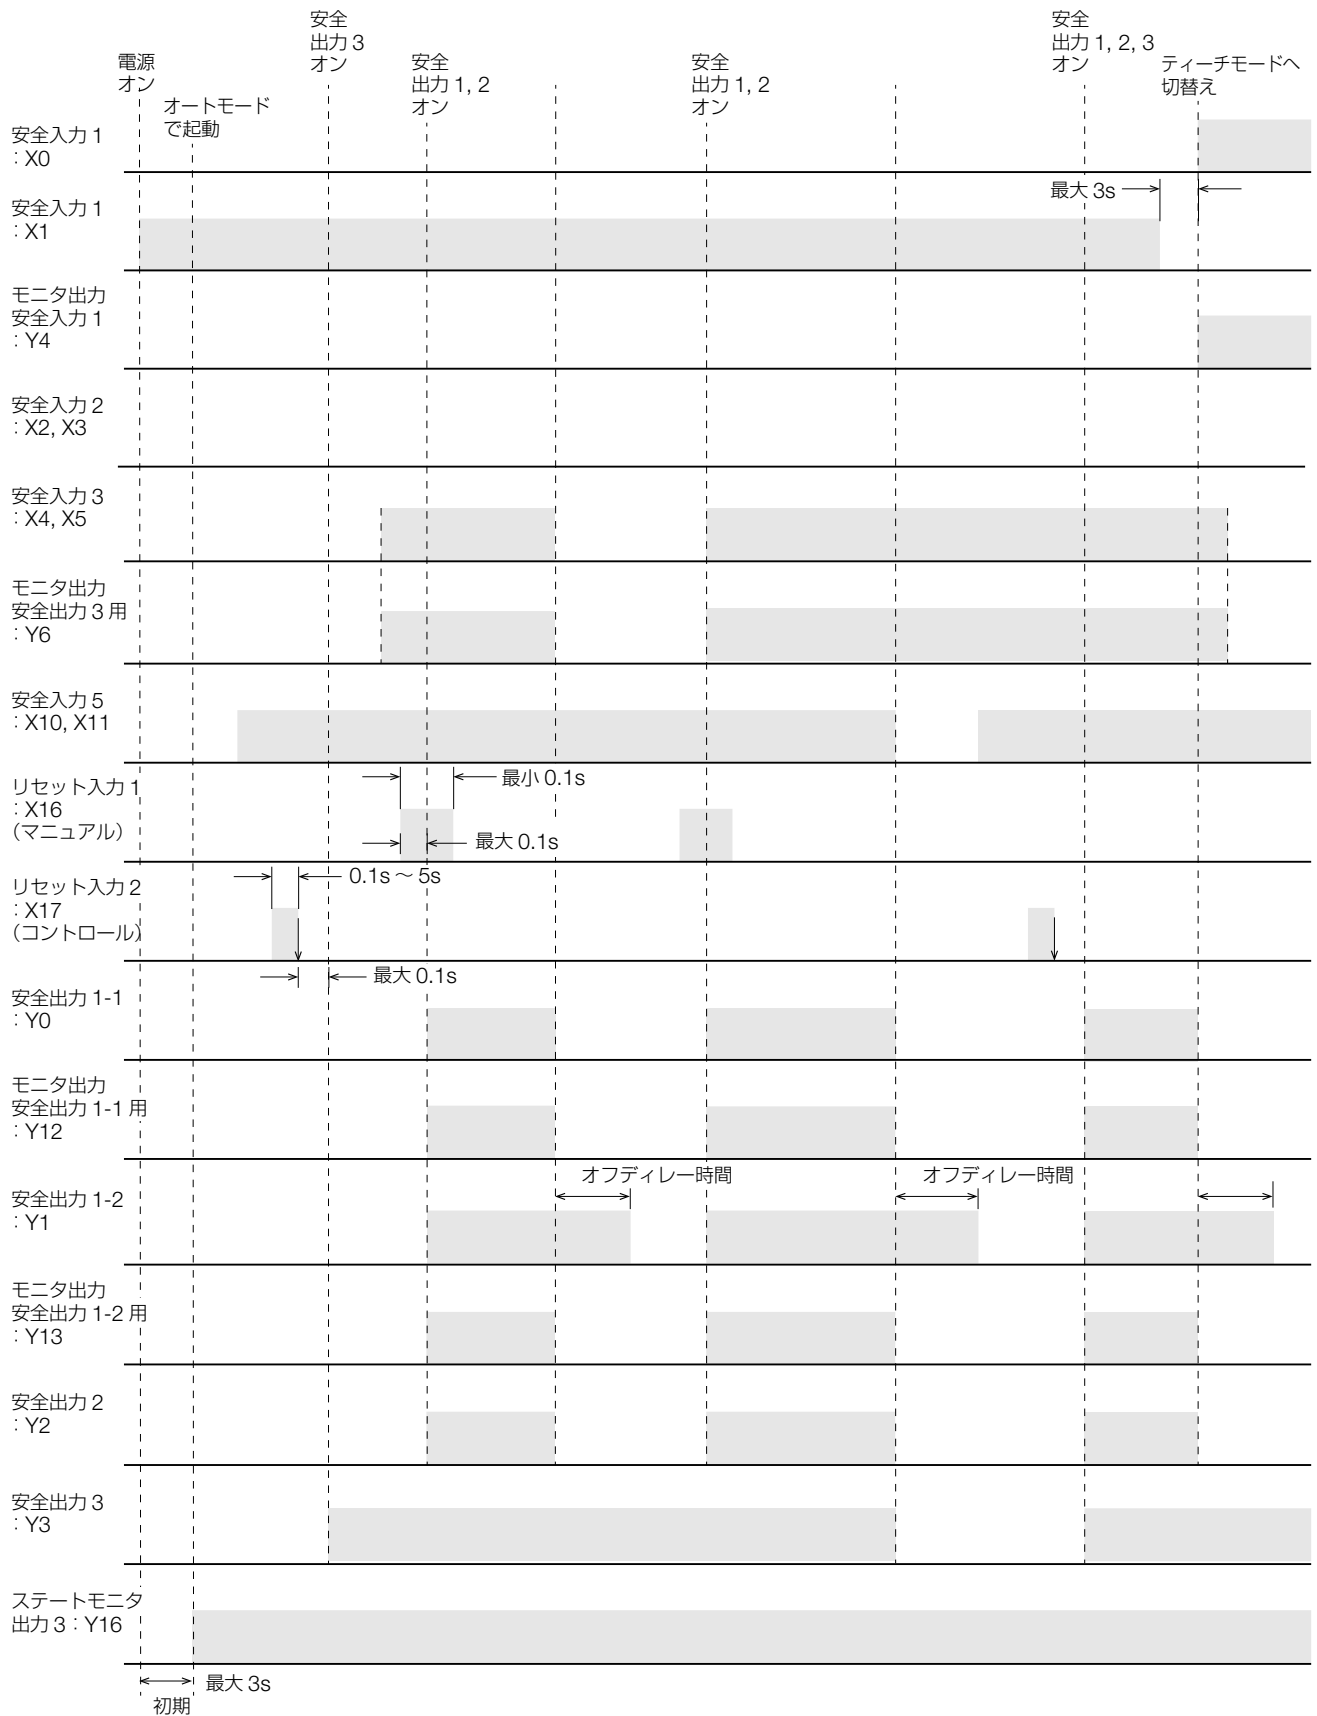 電源
オン
オートモード
で起動
安全
出力 3
オン
安全
出力 1, 2
オン
安全
出力 1, 2
オン
安全
出力 1, 2, 3
オン
ティーチモードへ
切替え
安全入力 1
: X0
安全入力 1
: X1
最大 3s
モニタ出力
安全入力 1
: Y4
安全入力 2
: X2, X3
安全入力 3
: X4, X5
モニタ出力
安全出力 3 用
: Y6
安全入力 5
: X10, X11
リセット入力 1
: X16
（マニュアル）
最小 0.1s
最大 0.1s
リセット入力 2
: X17
（コントロール）
0.1s ～ 5s
最大 0.1s
安全出力 1-1
: Y0
モニタ出力
安全出力 1-1 用
: Y12
安全出力 1-2
: Y1
オフディレー時間
オフディレー時間
モニタ出力
安全出力 1-2 用
: Y13
安全出力 2
: Y2
安全出力 3
: Y3
ステートモニタ
出力 3 : Y16
最大 3s
初期